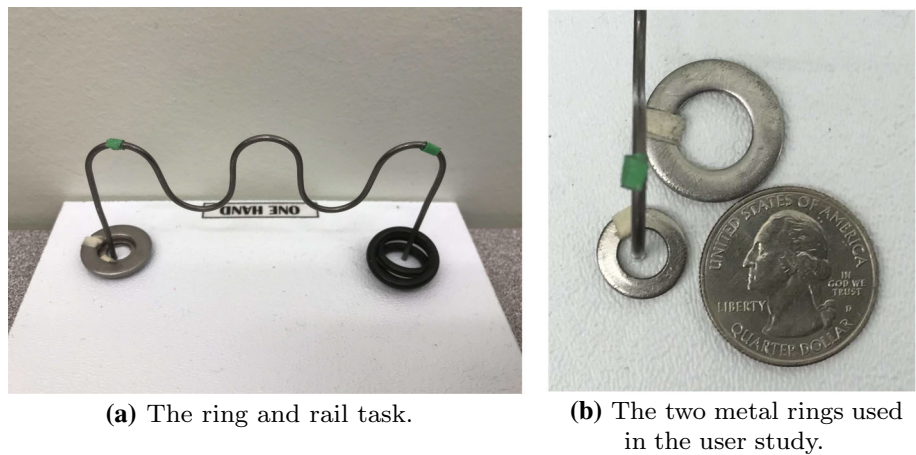 ONE HAND
UNITED STATES OF AMERICA
IN
GOD WE
TRUST
LIBERTY
D
QUARTER DOLLAR
(a) The ring and rail task.
(b) The two metal rings used
in the user study.